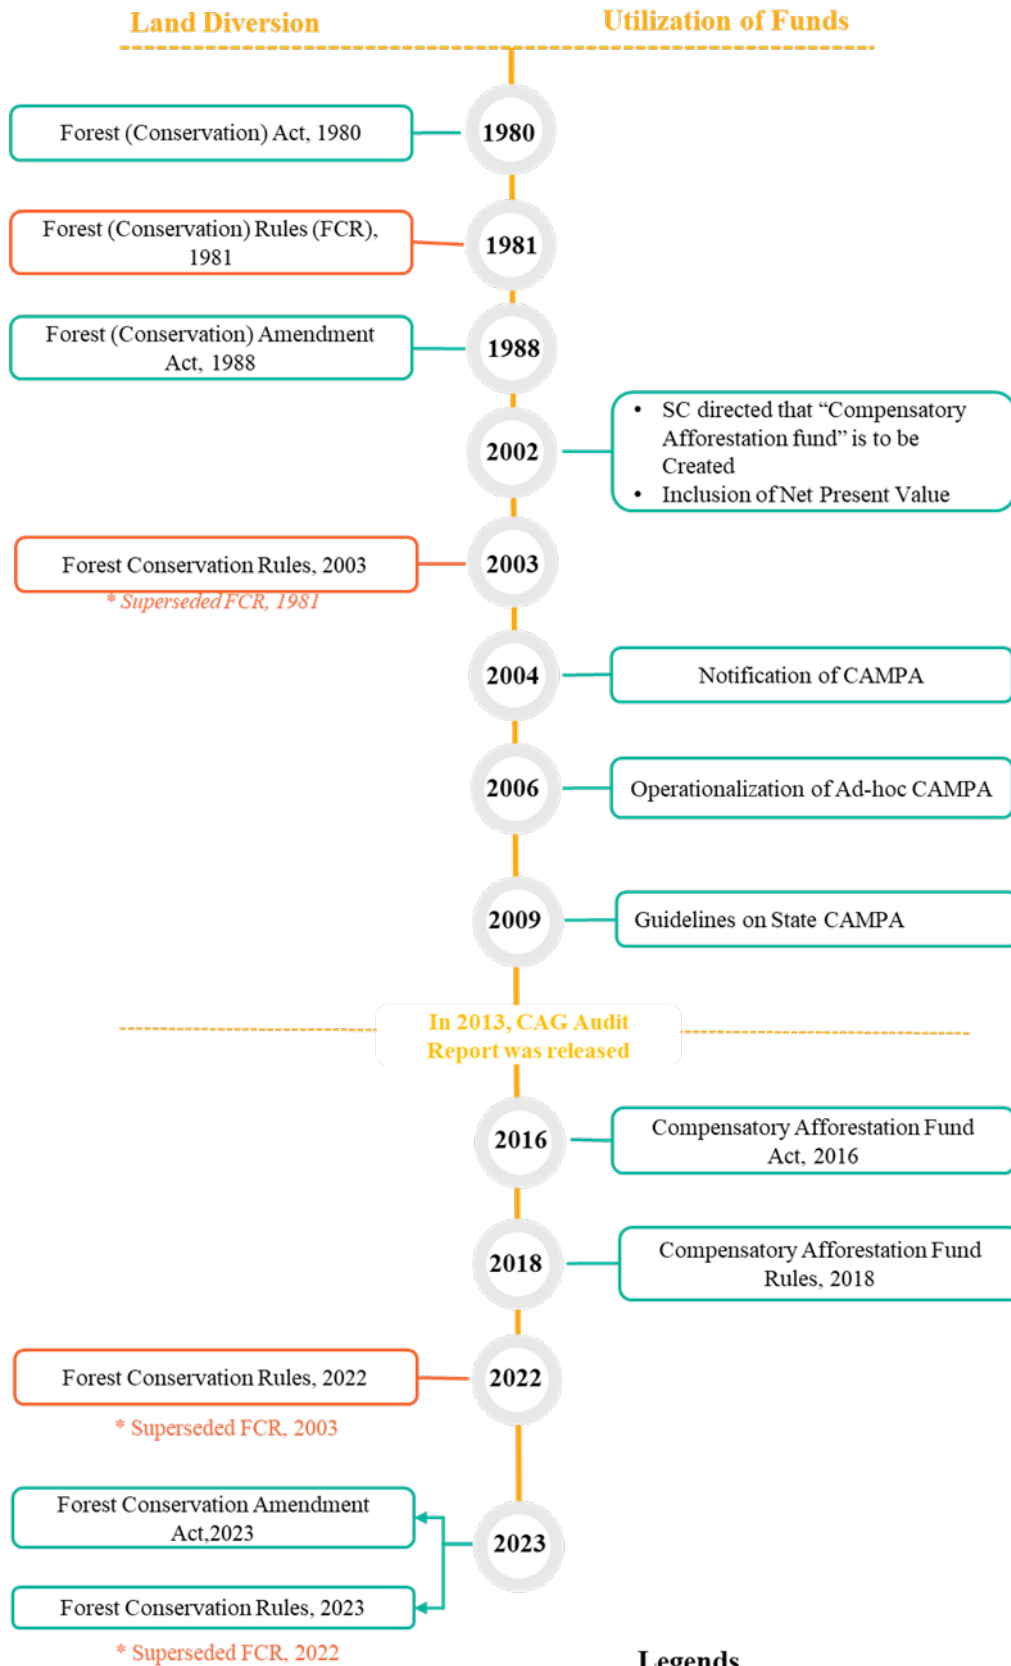 Land Diversion
Utilization of Funds
1980
Forest (Conservation) Act, 1980
1981
Forest (Conservation) Rules (FCR),
1981
1988
Forest (Conservation) Amendment
Act, 1988
2002
• SC directed that “Compensatory
Afforestation fund” is to be
Created
• Inclusion of Net Present Value
2003
Forest Conservation Rules, 2003
* Superseded FCR, 1981
2004
Notification of CAMPA
2006
Operationalization of Ad-hoc CAMPA
2009
Guidelines on State CAMPA
In 2013, CAG Audit
Report was released
2016
Compensatory Afforestation Fund
Act, 2016
2018
Compensatory Afforestation Fund
Rules, 2018
2022
Forest Conservation Rules, 2022
* Superseded FCR, 2003
2023
Forest Conservation Amendment
Act,2023
Forest Conservation Rules, 2023
* Superseded FCR, 2022
Legends